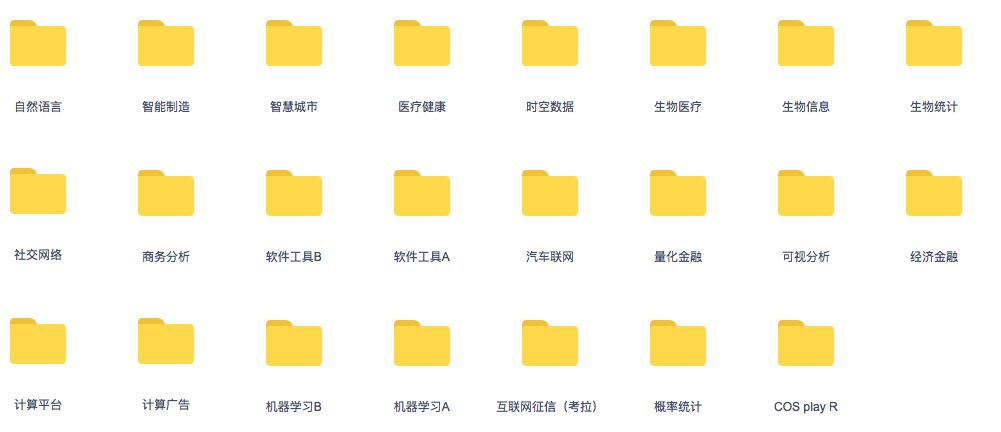 自然语言
智能制造
智慧城市
医疗健康
时空数据
生物医疗
生物信息
生物统计
社交网络
商务分析
软件工具B
软件工具A
汽车联网
量化金融
可视分析
经济金融
计算平台
计算广告
机器学习B
机器学习A
互联网征信（考拉）
概率统计
COS play R